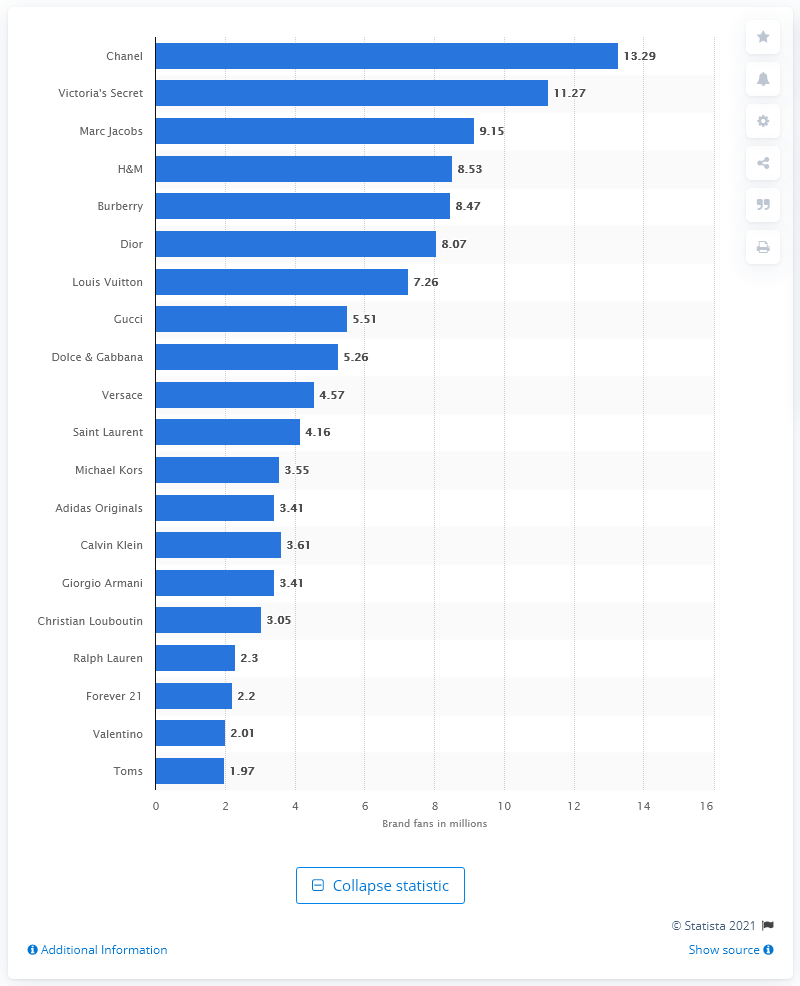 Chanel 13.29
Victoria's Secret 11.27
Marc Jacobs 9.15
H&M 8.53
Burberry 8.47
Dior 8.07
Louis Vuitton 7.26
Gucci 5.51
Dolce & Gabbana 5.26
Versace 4.57
Saint Laurent 4.16
Michael Kors 3.55
Adidas Originals 3.41
Calvin Klein 3.61
Giorgio Armani 3.41
Christian Louboutin 3.05
Ralph Lauren 2.3
Forever 21 2.2
Valentino 2.01
Toms 1.97
0 2 4 6 8 10 12 14 16
Brand fans in millions
Collapse statistic
© Statista 2021
Additional Information Show source